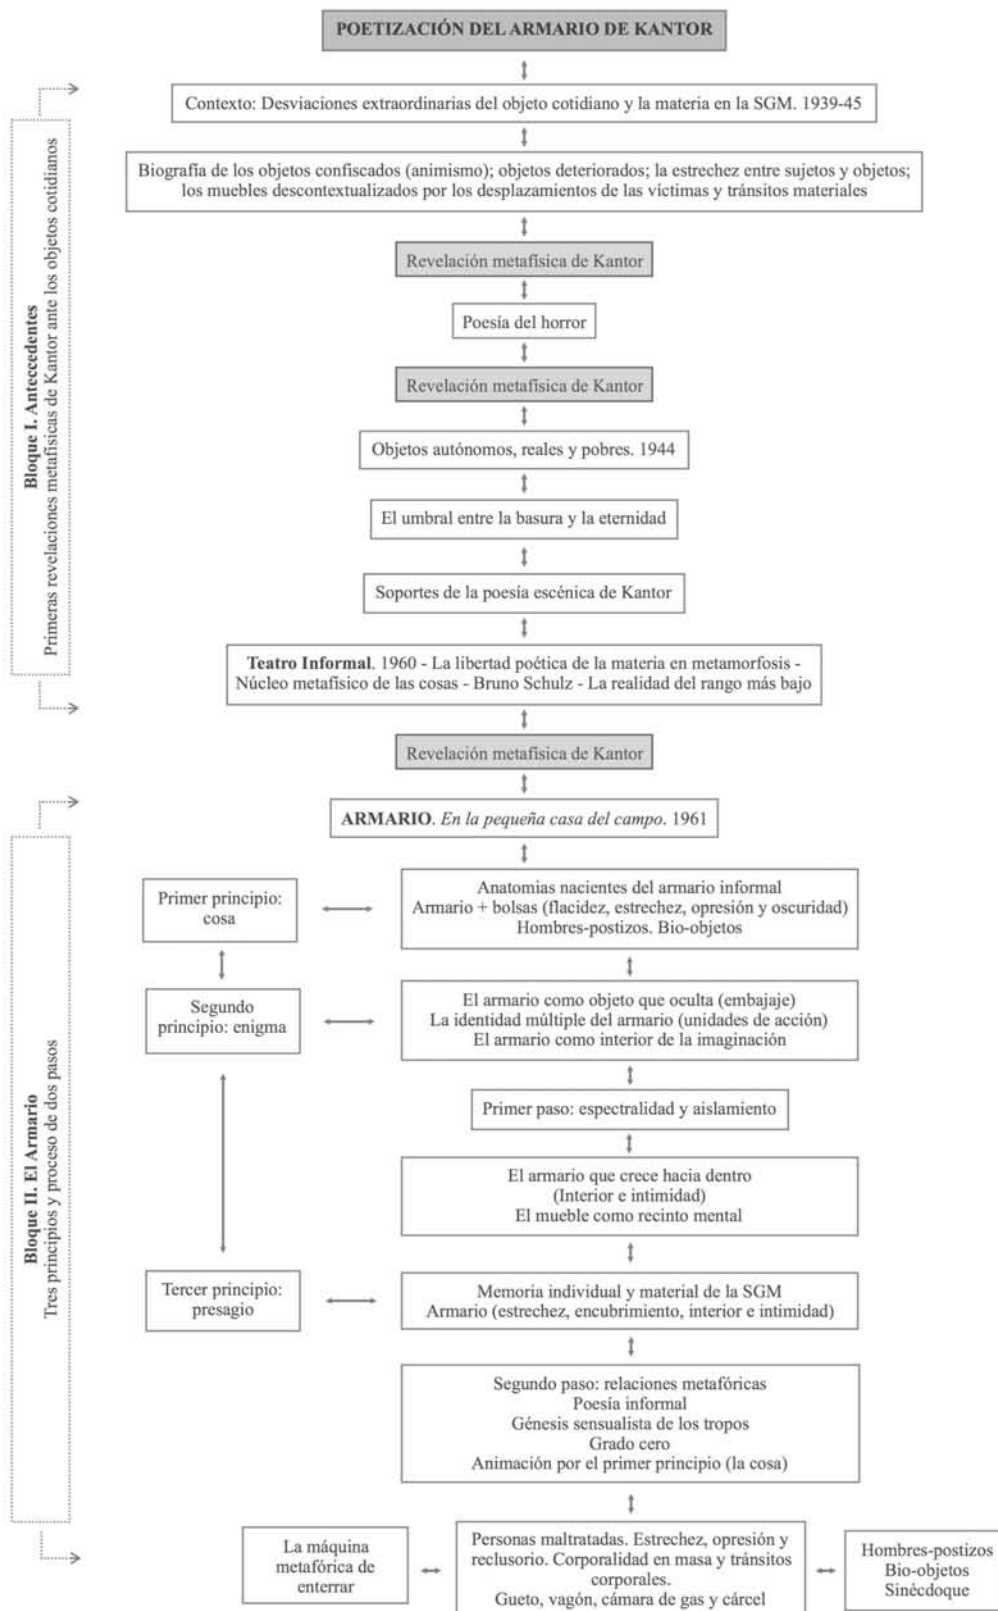 POETIZACIÓN DEL ARMARIO DE KANTOR
Bloque I. Anteccedentes
Primeras revelaciones metafísicas de Kantor ante los objetos cotidianos
Contexto: Desviaciones extraordinarias del objeto cotidiano y la materia en la SGM. 1939-45
Biografía de los objetos confiscados (animismo); objetos deteriorados; la estrechez entre sujetos y objetos;
los muebles descontextualizados por los desplazamientos de las víctimas y tránsitos materiales
Revelación metafísica de Kantor
Poesía del horror
Revelación metafísica de Kantor
Objetos autónomos, reales y pobres. 1944
El umbral entre la basura y la eternidad
Soportes de la poesía escénica de Kantor
Teatro Informal. 1960 - La libertad poética de la materia en metamorfosis -
Núcleo metafísico de las cosas - Bruno Schulz - La realidad del rango más bajo
Revelación metafísica de Kantor
Bloque II. El Armario
Tres principios y proceso de dos pasos
ARMARIO. En la pequeña casa del campo. 1961
Primer principio:
cosa
Anatomias nacientes del armario informal
Armario + bolsas (flacidez, estrechez, opresión y oscuridad)
Hombres-postizos. Bio-objetos
Segundo
principio: enigma
El armario como objeto que oculta (embajaje)
La identidad múltiple del armario (unidades de acción)
El armario como interior de la imaginación
Primer paso: espectralidad y aislamiento
El armario que crece hacia dentro
(Interior e intimidad)
El mueble como recinto mental
Tercer principio:
presagio
Memoria individual y material de la SGM
Armario (estrechez, encubrimiento, interior e intimidad)
Segundo paso: relaciones metafóricas
Poesía informal
Génesis sensualista de los tropos
Grado cero
Animación por el primer principio (la cosa)
La máquina
metafórica de
enterrar
Personas maltratadas. Estrechez, opresión y
reclusorio. Corporalidad en masa y tránsitos
corporales.
Gueto, vagón, cámara de gas y cárcel
Hombres-postizos
Bio-objetos
Sinécdoque